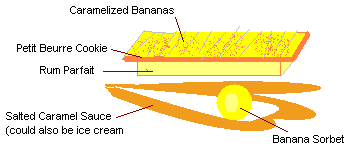 Caramelized Bananas
Petit Beurre Cookie
Rum Parfait
Salted Caramel Sauce
(could also be ice cream
Banana Sorbet